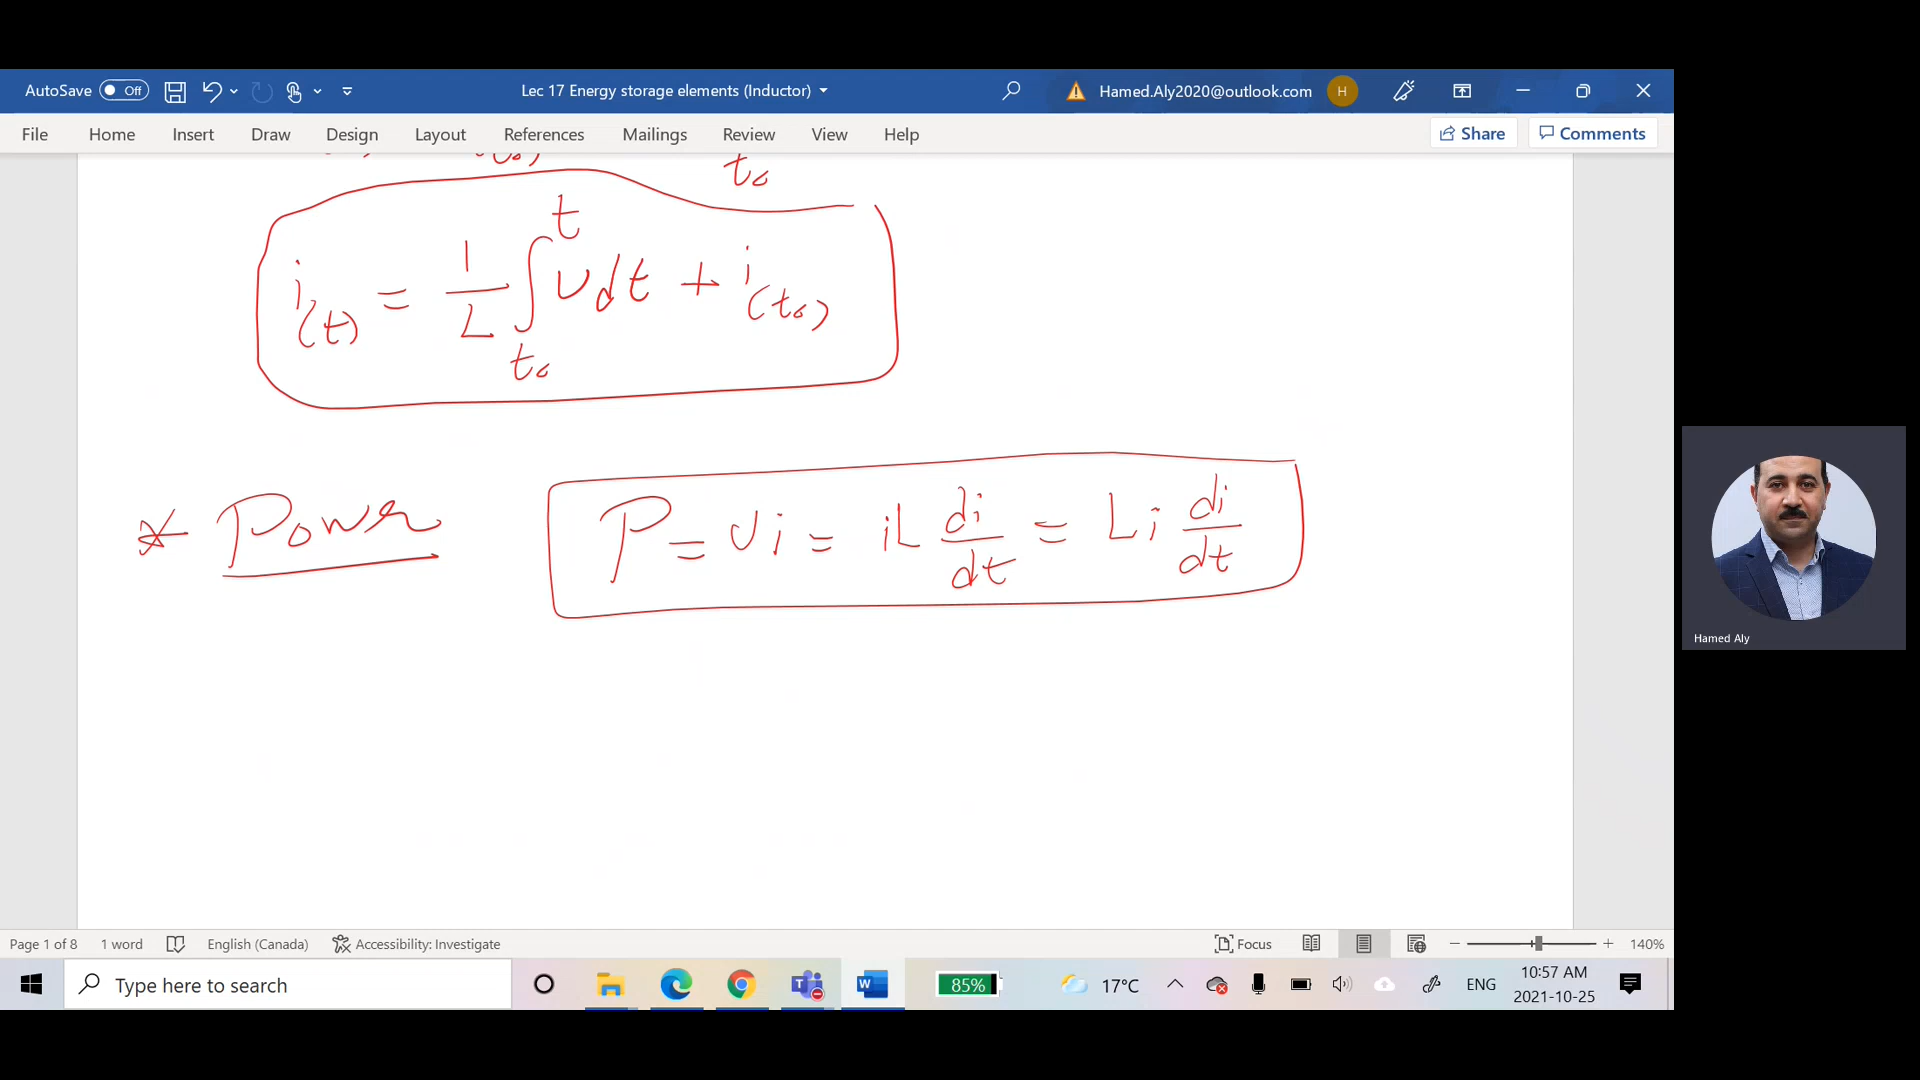 AutoSave Off Lec 17 Energy storage elements (Inductor) Hamed.Aly2020@outlook.com H
File Home Insert Draw Design Layout References Mailings Review View Help Share Comments
t₀
i(t) = 1/L ∫ t₀ t v dt + i(t₀)
* Power P = v i = i L di/dt = L i di/dt
Hamed Aly
Page 1 of 8 1 word English (Canada) Accessibility: Investigate Focus 140%
Type here to search 85% 17°C ENG 10:57 AM
2021-10-25